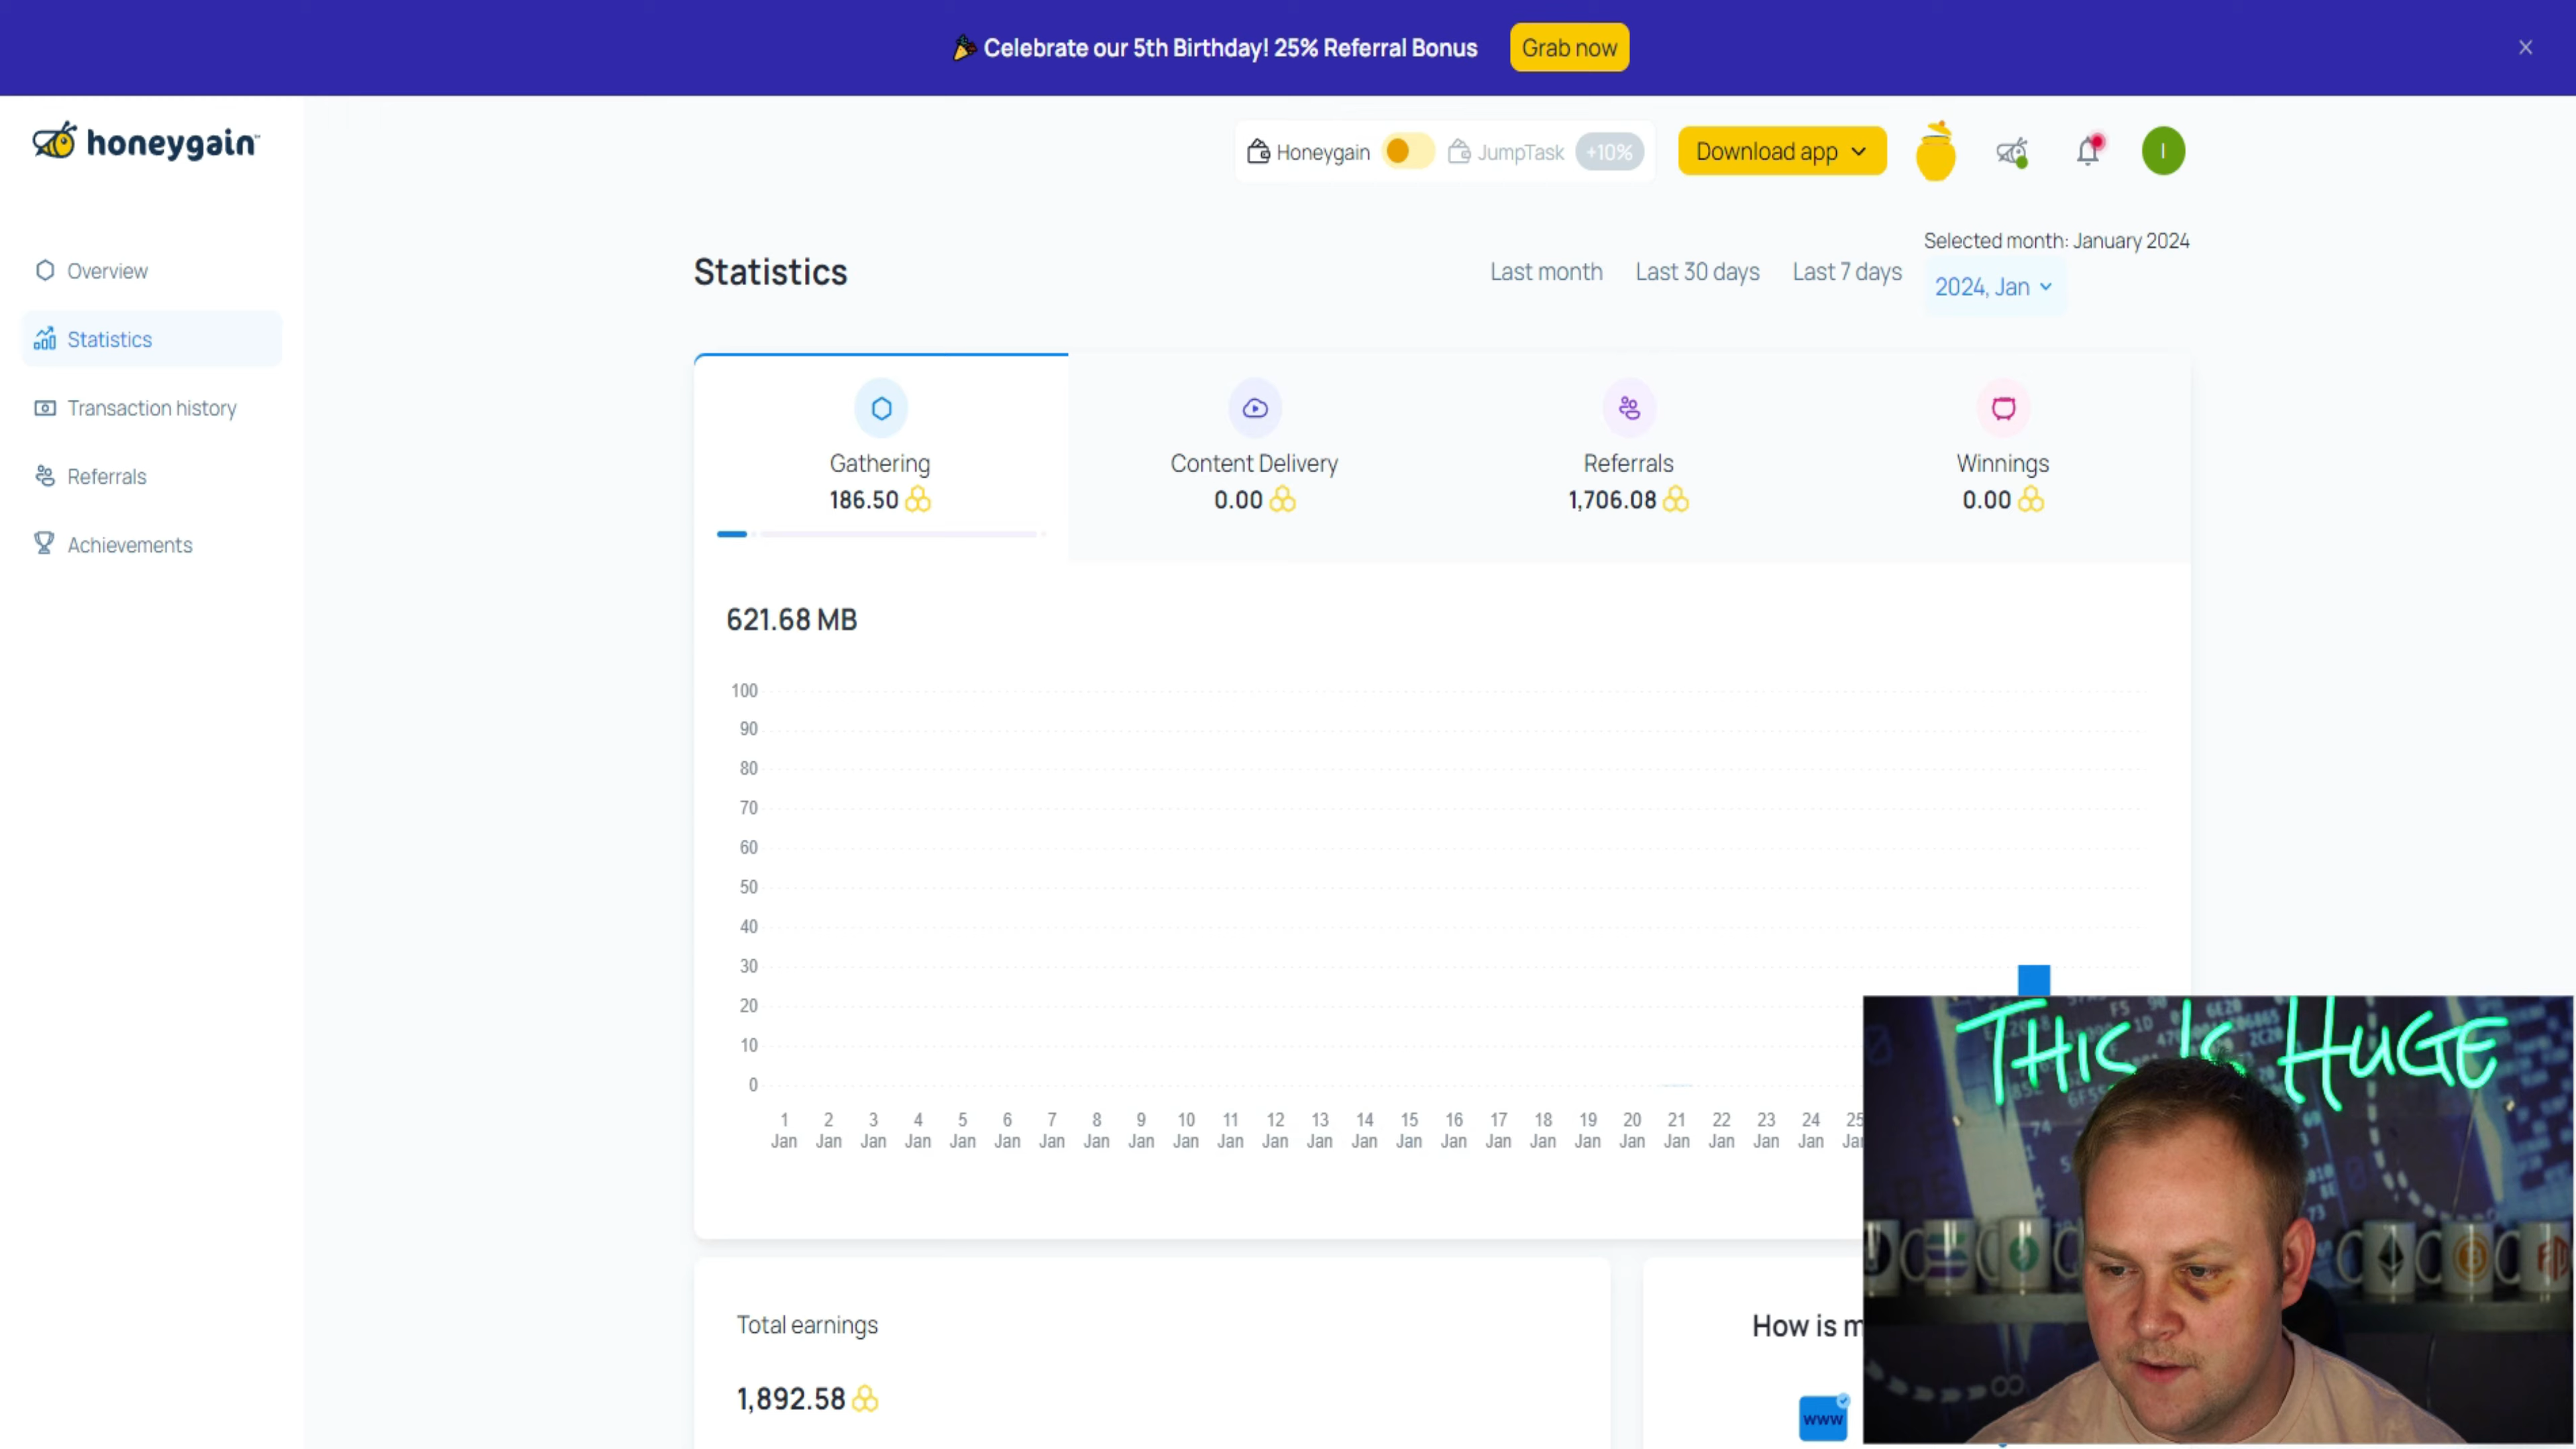 Celebrate our 5th Birthday! 25% Referral Bonus
Grab now
honeygain
Honeygain
JumpTask
+10%
Download app
I
Overview
Statistics
Transaction history
Referrals
Achievements
Statistics
Last month
Last 30 days
Last 7 days
Selected month: January 2024
2024, Jan
Gathering
186.50
Content Delivery
0.00
Referrals
1,706.08
Winnings
0.00
621.68 MB
100
90
80
70
60
50
40
30
20
10
0
1 2 3 4 5 6 7 8 9 10 11 12 13 14 15 16 17 18 19 20 21 22 23 24 25
Jan Jan Jan Jan Jan Jan Jan Jan Jan Jan Jan Jan Jan Jan Jan Jan Jan Jan Jan Jan Jan Jan Jan Jan
Total earnings
1,892.58
How is
www
THIS IS HUGE